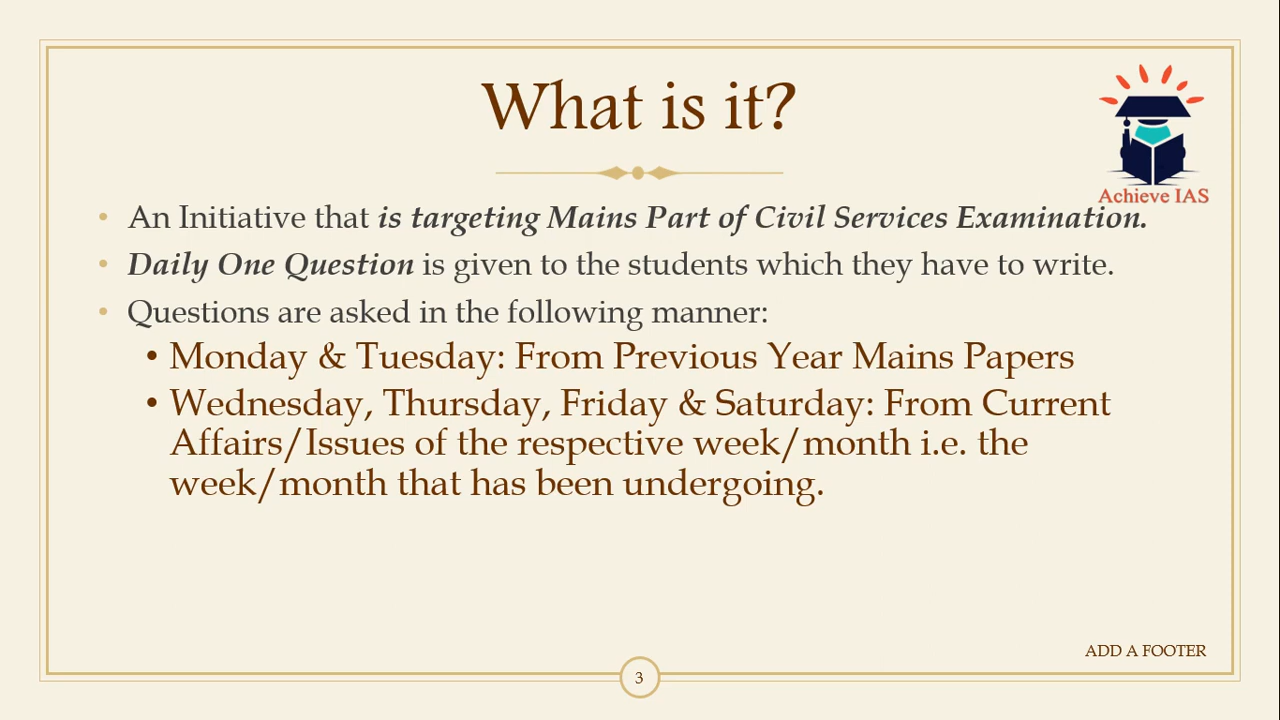 What is it?
Achieve IAS
• An Initiative that is targeting Mains Part of Civil Services Examination.
• Daily One Question is given to the students which they have to write.
• Questions are asked in the following manner:
• Monday & Tuesday: From Previous Year Mains Papers
• Wednesday, Thursday, Friday & Saturday: From Current
Affairs/Issues of the respective week/month i.e. the
week/month that has been undergoing.
ADD A FOOTER
3